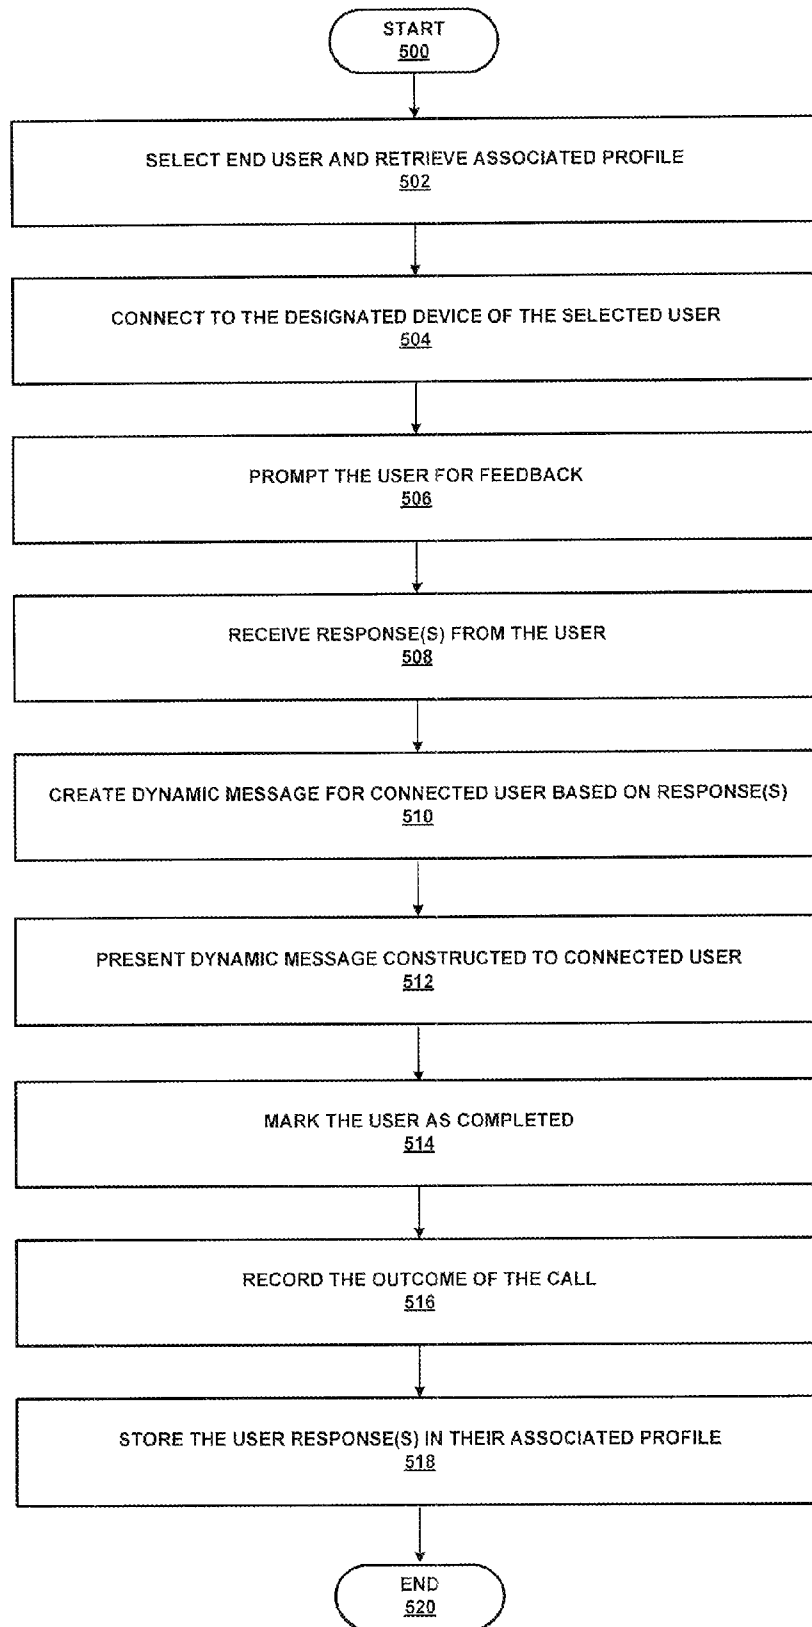 START
500
SELECT END USER AND RETRIEVE ASSOCIATED PROFILE
502
CONNECT TO THE DESIGNATED DEVICE OF THE SELECTED USER
504
PROMPT THE USER FOR FEEDBACK
506
RECEIVE RESPONSE(S) FROM THE USER
508
CREATE DYNAMIC MESSAGE FOR CONNECTED USER BASED ON RESPONSE(S)
510
PRESENT DYNAMIC MESSAGE CONSTRUCTED TO CONNECTED USER
512
MARK THE USER AS COMPLETED
514
RECORD THE OUTCOME OF THE CALL
516
STORE THE USER RESPONSE(S) IN THEIR ASSOCIATED PROFILE
518
END
520